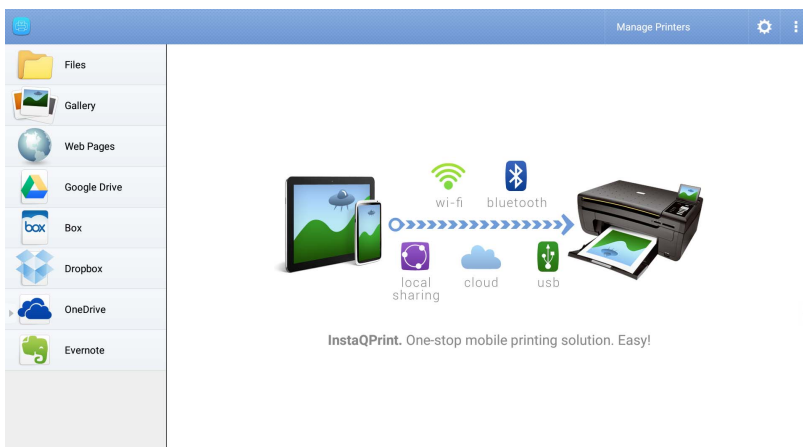 Manage Printers
Files
Gallery
Web Pages
Google Drive
box
Box
Dropbox
OneDrive
Evernote
wi-fi bluetooth
local
sharing
cloud
usb
InstaQPrint. One-stop mobile printing solution. Easy!